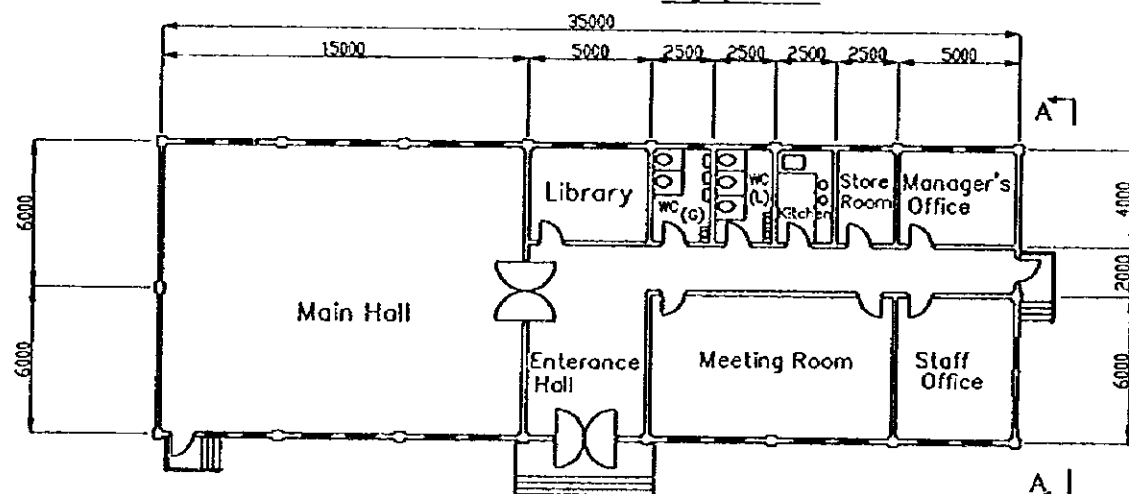 35000
15000
5000
2500
2500
2500
2500
5000
A
6000
6000
4000
2000
6000
Library
WC
(G)
WC
(L)
Kitchen
Store
Room
Manager's
Office
Main Hall
Enterance
Hall
Meeting Room
Staff
Office
A